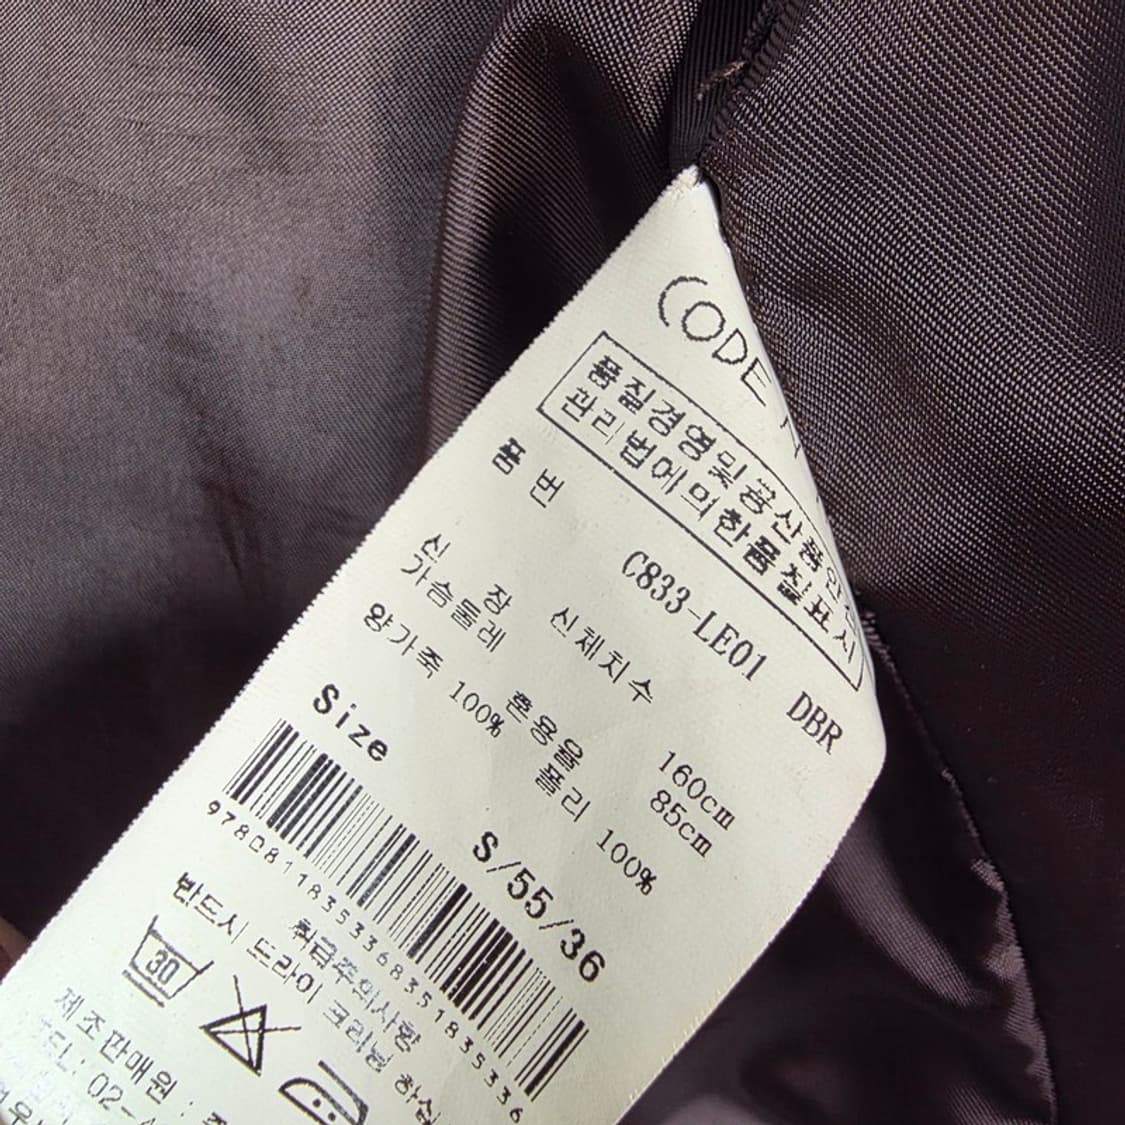 CODE
품질경영및공산품안전
관리법에의한품질표시
품 번 C833-LE01 DBR
신체치수
신 장 160cm
가슴둘레 85cm
혼용율
양가죽 100% 폴리 100%
Size S/55/36
9780811835336835 1835336
취급주의사항
반드시 드라이 크리닝 하십
30
제조판매원 :
TEL: 02-